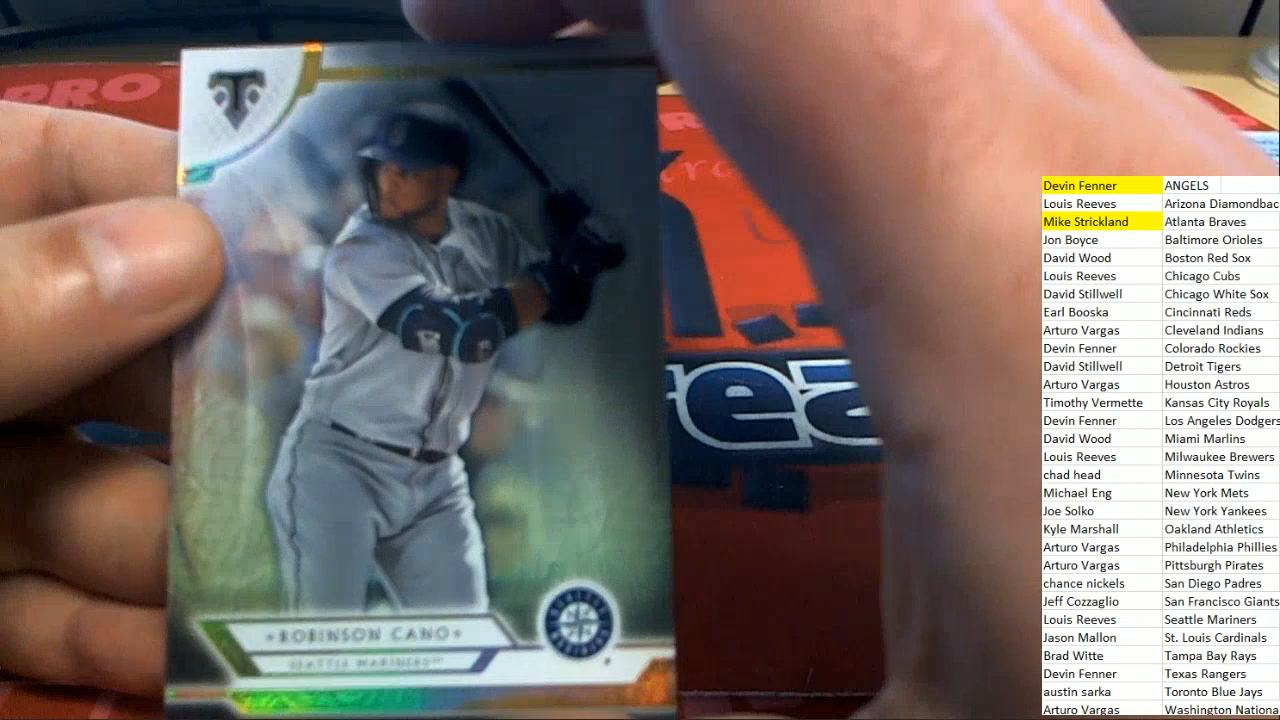 PRO
ROBINSON CANO
SEATTLE MARINERS™
rea
Devin Fenner ANGELS
Louis Reeves Arizona Diamondbac
Mike Strickland Atlanta Braves
Jon Boyce Baltimore Orioles
David Wood Boston Red Sox
Louis Reeves Chicago Cubs
David Stillwell Chicago White Sox
Earl Booska Cincinnati Reds
Arturo Vargas Cleveland Indians
Devin Fenner Colorado Rockies
David Stillwell Detroit Tigers
Arturo Vargas Houston Astros
Timothy Vermette Kansas City Royals
Devin Fenner Los Angeles Dodgers
David Wood Miami Marlins
Louis Reeves Milwaukee Brewers
chad head Minnesota Twins
Michael Eng New York Mets
Joe Solko New York Yankees
Kyle Marshall Oakland Athletics
Arturo Vargas Philadelphia Phillies
Arturo Vargas Pittsburgh Pirates
chance nickels San Diego Padres
Jeff Cozzaglio San Francisco Giants
Louis Reeves Seattle Mariners
Jason Mallon St. Louis Cardinals
Brad Witte Tampa Bay Rays
Devin Fenner Texas Rangers
austin sarka Toronto Blue Jays
Arturo Vargas Washington Nationa